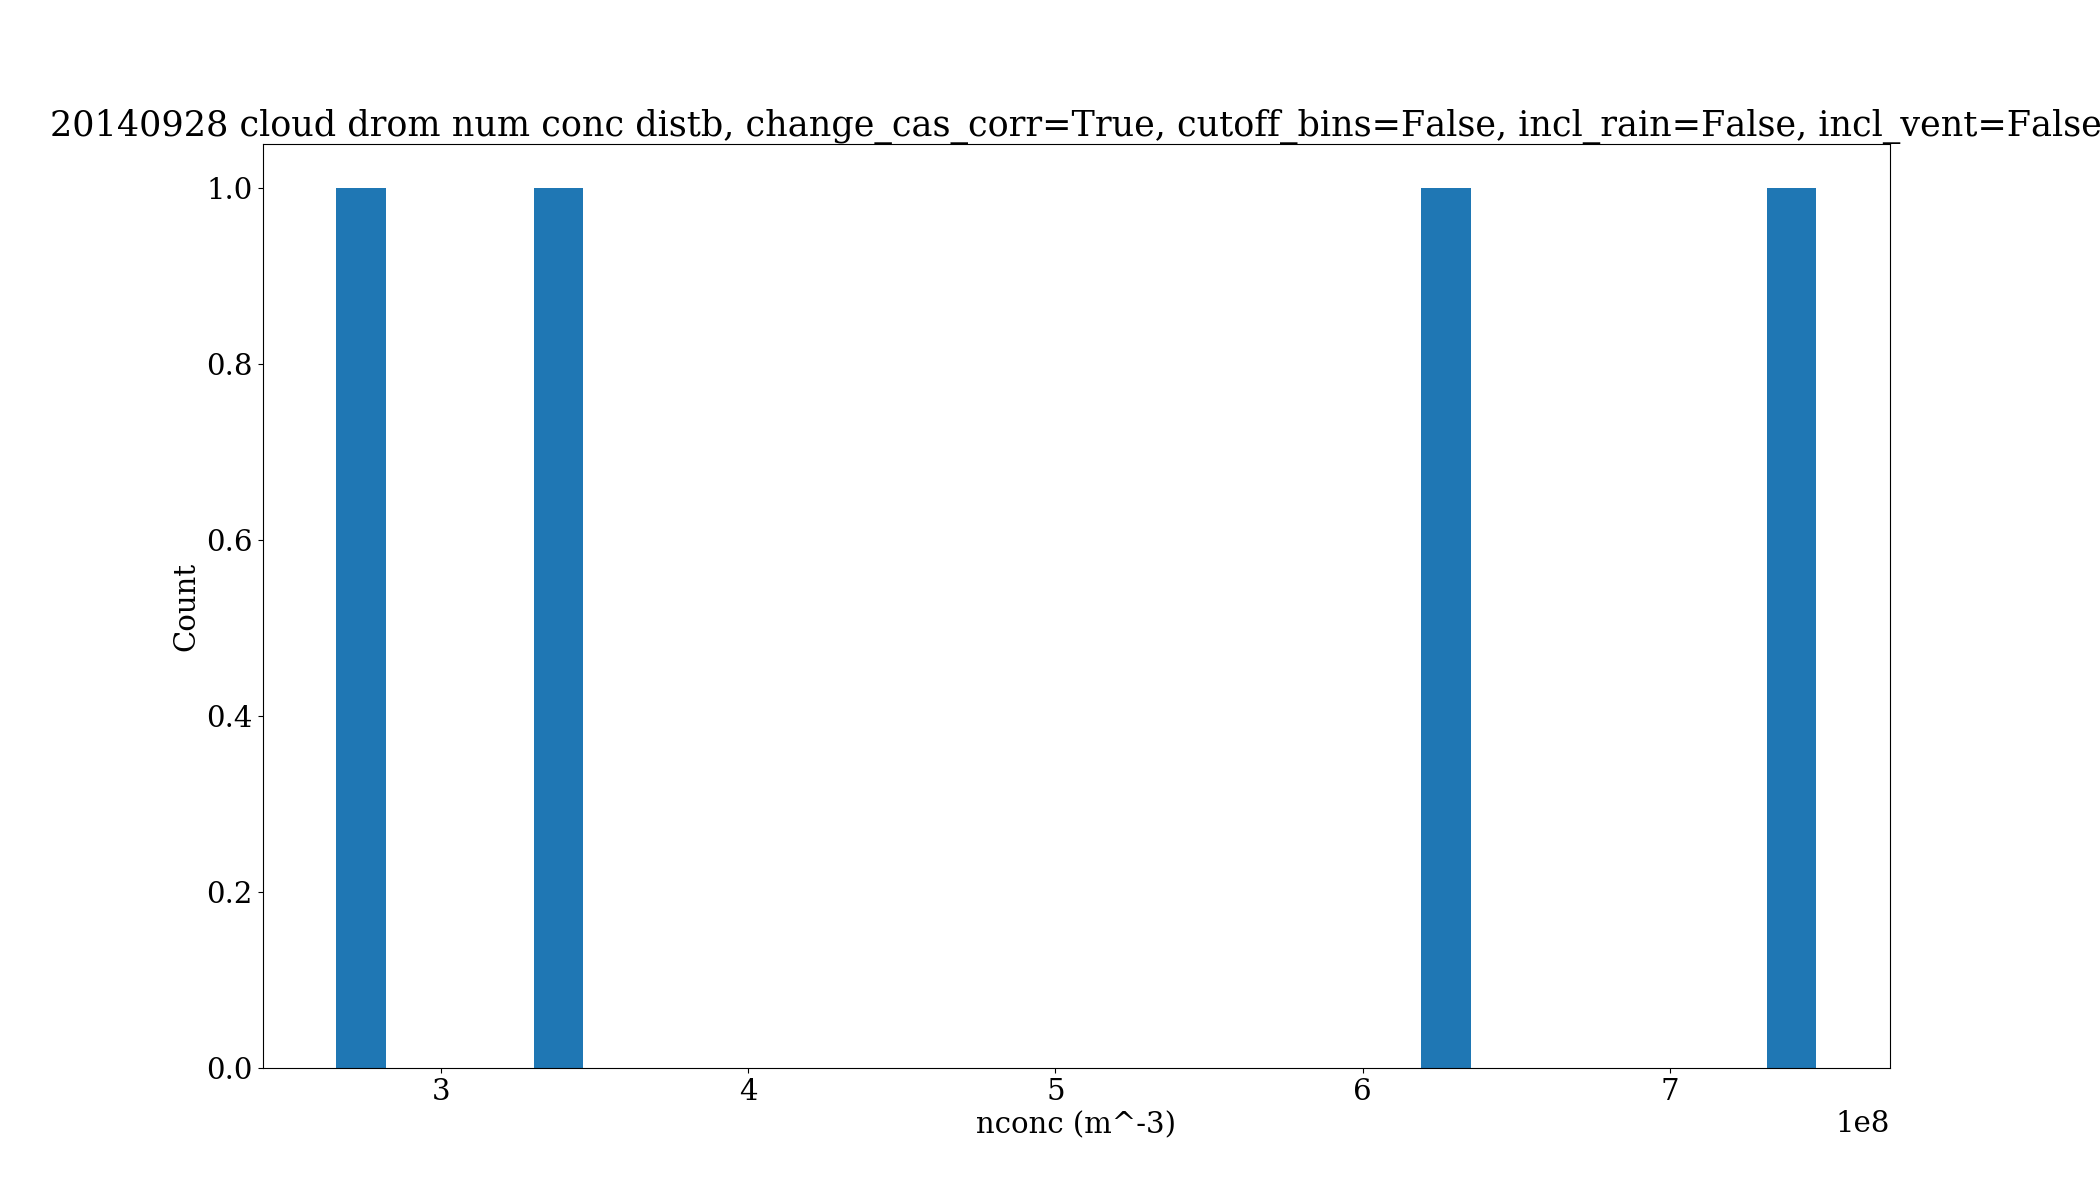 20140928 cloud drom num conc distb, change_cas_corr=True, cutoff_bins=False, incl_rain=False, incl_vent=False
1.0
0.8
0.6
0.4
0.2
0.0
Count
3 4 5 6 7
nconc (m^-3)
1e8